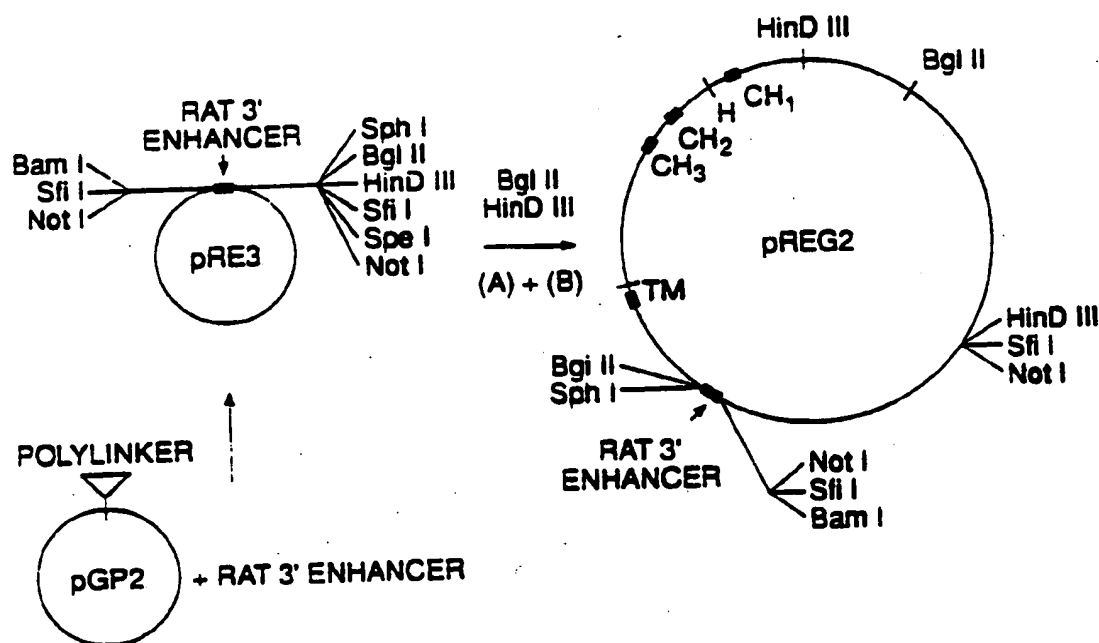 RAT 3'
ENHANCER
Bam I
Sfi I
Not I
Sph I
Bgl II
HinD III
Sfi I
Spe I
Not I
pRE3
Bgl II
HinD III
(A) + (B)
POLYLINKER
pGP2
+ RAT 3' ENHANCER
HinD III
Bgl II
CH1
H
CH2
CH3
pREG2
TM
HinD III
Sfi I
Not I
Bgi II
Sph I
RAT 3'
ENHANCER
Not I
Sfi I
Bam I